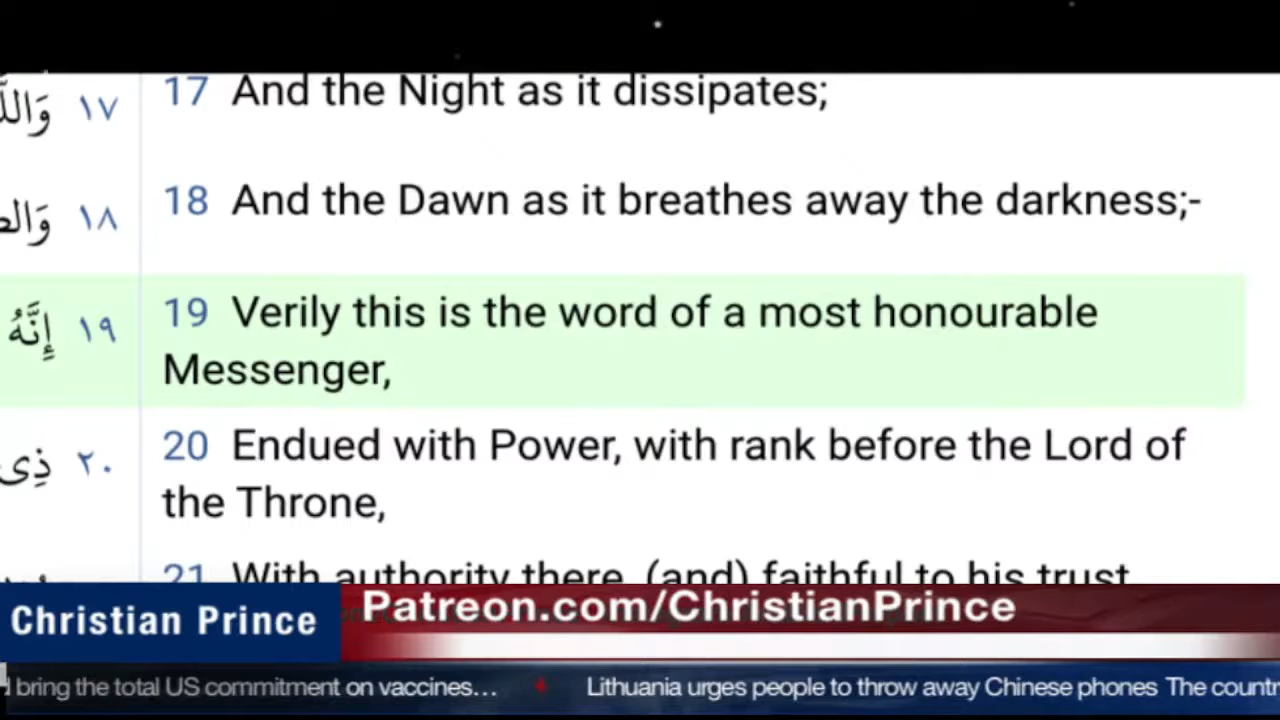 17 And the Night as it dissipates;
١٧
18 And the Dawn as it breathes away the darkness;-
١٨
19 Verily this is the word of a most honourable
Messenger,
إِنَّهُ ١٩
20 Endued with Power, with rank before the Lord of
the Throne,
ذِى ٢٠
21 With authority there, (and) faithful to his trust
Christian Prince
Patreon.com/ChristianPrince
bring the total US commitment on vaccines... Lithuania urges people to throw away Chinese phones The